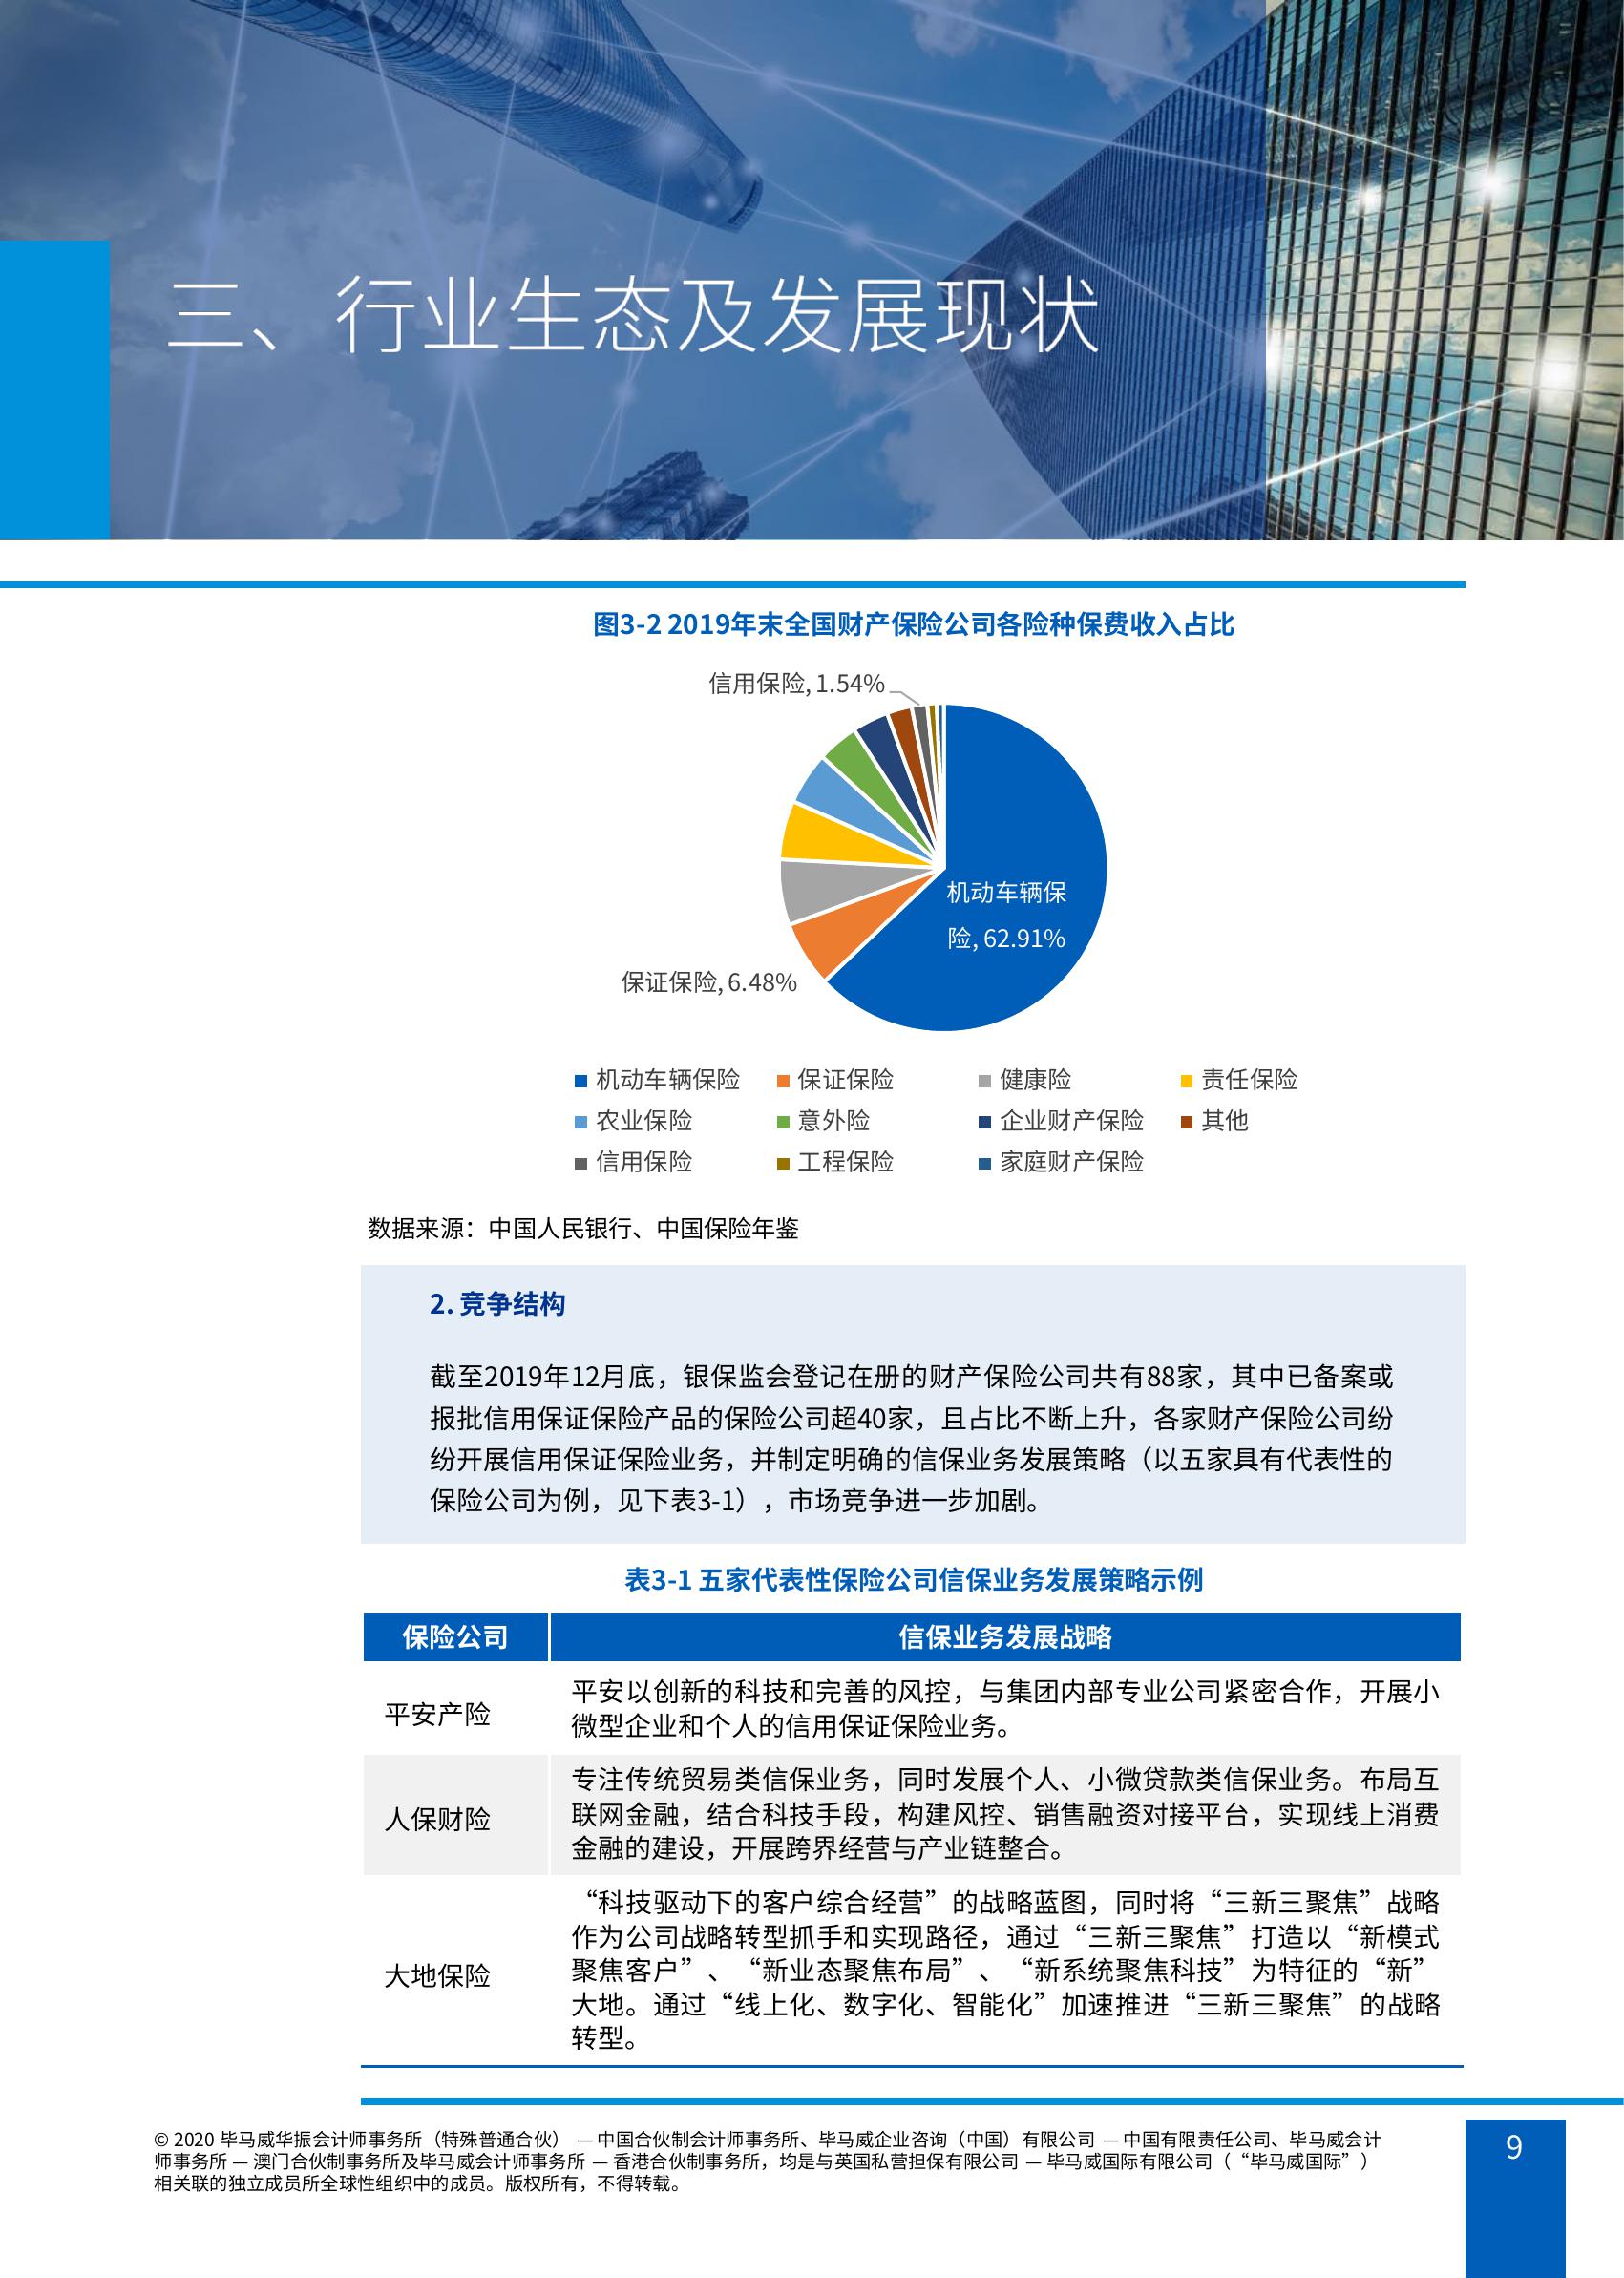 三、行业生态及发展现状
图3-2 2019年末全国财产保险公司各险种保费收入占比
信用保险, 1.54%
机动车辆保
险, 62.91%
保证保险, 6.48%
机动车辆保险 保证保险 健康险 责任保险
农业保险 意外险 企业财产保险 其他
信用保险 工程保险 家庭财产保险
数据来源：中国人民银行、中国保险年鉴
2. 竞争结构
截至2019年12月底，银保监会登记在册的财产保险公司共有88家，其中已备案或
报批信用保证保险产品的保险公司超40家，且占比不断上升，各家财产保险公司纷
纷开展信用保证保险业务，并制定明确的信保业务发展策略（以五家具有代表性的
保险公司为例，见下表3-1），市场竞争进一步加剧。
表3-1 五家代表性保险公司信保业务发展策略示例
保险公司 信保业务发展战略
平安产险
平安以创新的科技和完善的风控，与集团内部专业公司紧密合作，开展小
微型企业和个人的信用保证保险业务。
人保财险
专注传统贸易类信保业务，同时发展个人、小微贷款类信保业务。布局互
联网金融，结合科技手段，构建风控、销售融资对接平台，实现线上消费
金融的建设，开展跨界经营与产业链整合。
大地保险
“科技驱动下的客户综合经营”的战略蓝图，同时将“三新三聚焦”战略
作为公司战略转型抓手和实现路径，通过“三新三聚焦”打造以“新模式
聚焦客户”、“新业态聚焦布局”、“新系统聚焦科技”为特征的“新”
大地。通过“线上化、数字化、智能化”加速推进“三新三聚焦”的战略
转型。
© 2020 毕马威华振会计师事务所（特殊普通合伙） — 中国合伙制会计师事务所、毕马威企业咨询（中国）有限公司 — 中国有限责任公司、毕马威会计
师事务所 — 澳门合伙制事务所及毕马威会计师事务所 — 香港合伙制事务所，均是与英国私营担保有限公司 — 毕马威国际有限公司（“毕马威国际”）
相关联的独立成员所全球性组织中的成员。版权所有，不得转载。
9